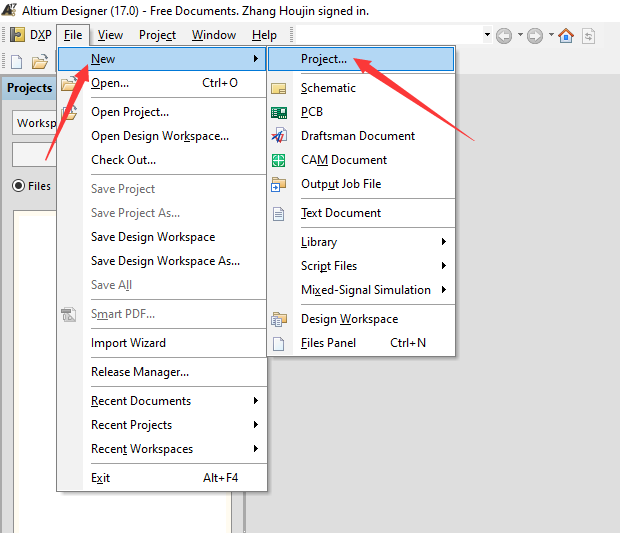 Altium Designer (17.0) - Free Documents. Zhang Houjin signed in.
DXP File View Project Window Help
Projects
Worksp
Files
New
Open... Ctrl+O
Open Project...
Open Design Workspace...
Check Out...
Save Project
Save Project As...
Save Design Workspace
Save Design Workspace As...
Save All
Smart PDF...
Import Wizard
Release Manager...
Recent Documents
Recent Projects
Recent Workspaces
Exit Alt+F4
Project...
Schematic
PCB
Draftsman Document
CAM Document
Output Job File
Text Document
Library
Script Files
Mixed-Signal Simulation
Design Workspace
Files Panel Ctrl+N